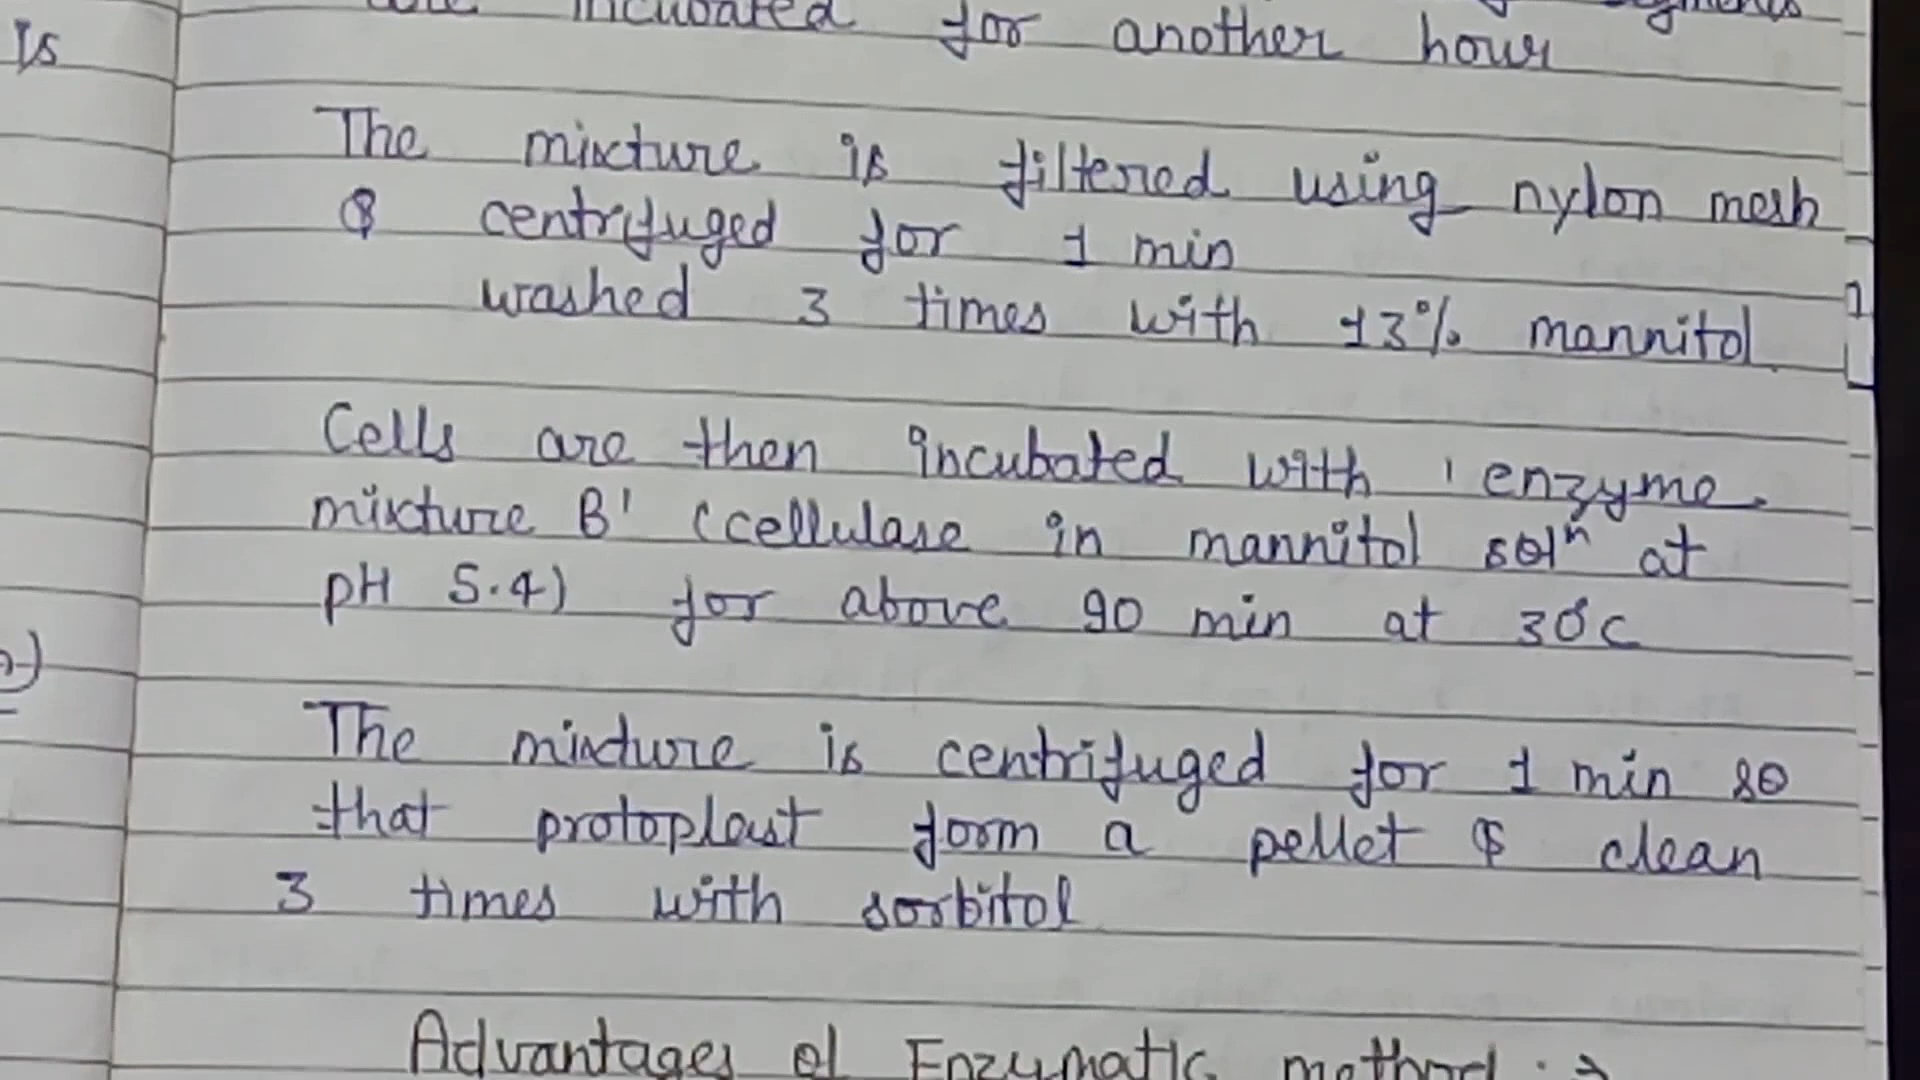 incubated for another hour
Is
The mixture is filtered using nylon mesh
& centrifuged for 1 min
washed 3 times with 13% mannitol
Cells are then incubated with 'enzyme
mixture B' (cellulase in mannitol solⁿ at
pH 5.4) for above 90 min at 30°C
The mixture is centrifuged for 1 min so
that protoplast form a pellet & clean
3 times with sorbitol
Advantages of Enzymatic method :→